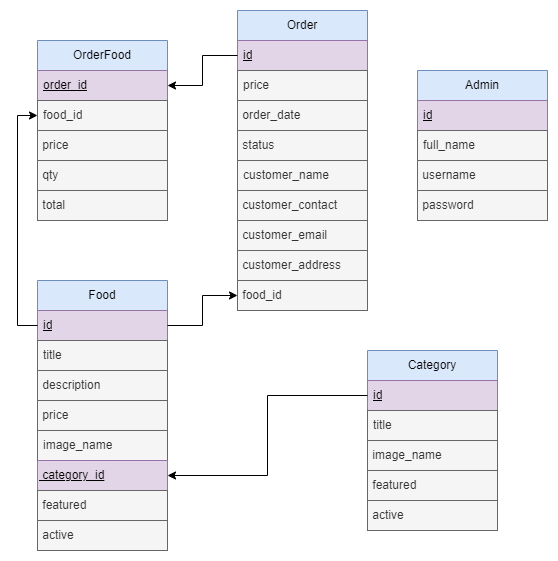 OrderFood
order_id
food_id
price
qty
total
Order
id
price
order_date
status
customer_name
customer_contact
customer_email
customer_address
food_id
Admin
id
full_name
username
password
Food
id
title
description
price
image_name
category_id
featured
active
Category
id
title
image_name
featured
active